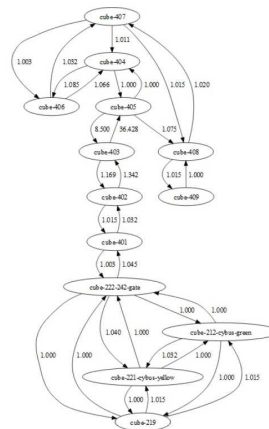 cube-407
1.011
1.003
1.032
cube-404
1.015
1.020
1.085
1.066
1.000
1.000
cube-406
cube-405
8.500
36.428
1.075
cube-403
cube-408
1.169
1.342
1.015
1.000
cube-402
cube-409
1.015
1.032
cube-401
1.003
1.045
cube-222-242-gate
1.000
1.000
cube-212-cybus-green
1.000
1.040
1.000
1.032
1.000
1.000
1.015
cube-221-cybus-yellow
1.000
1.000
1.015
cube-219